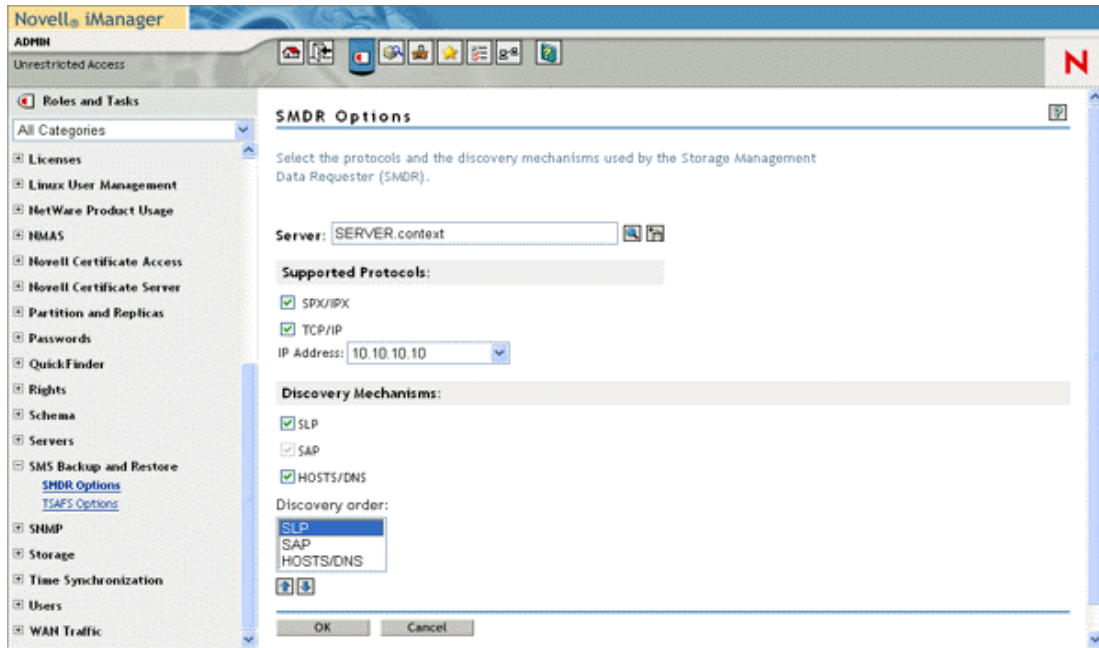 Novell® iManager
ADMIN
Unrestricted Access
N
Roles and Tasks
All Categories
Licenses
Linux User Management
NetWare Product Usage
NMAS
Novell Certificate Access
Novell Certificate Server
Partition and Replicas
Passwords
QuickFinder
Rights
Schema
Servers
SMS Backup and Restore
SMDR Options
TSAFS Options
SNMP
Storage
Time Synchronization
Users
WAN Traffic
SMDR Options
Select the protocols and the discovery mechanisms used by the Storage Management
Data Requester (SMDR).
Server: SERVER.context
Supported Protocols:
SPX/IPX
TCP/IP
IP Address: 10.10.10.10
Discovery Mechanisms:
SLP
SAP
HOSTS/DNS
Discovery order:
SLP
SAP
HOSTS/DNS
OK Cancel